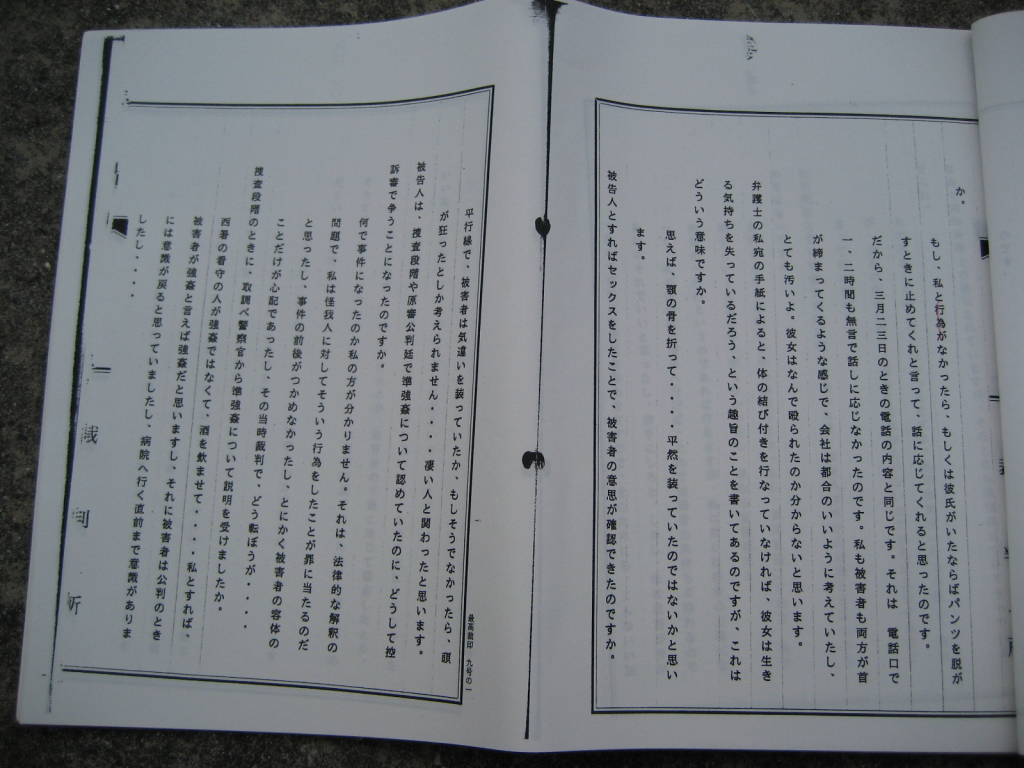 か。
もし、私と行為がなかったら、もしくは彼氏がいたならばパンツを脱が
すときに止めてくれと言って、話に応じてくれると思ったのです。
だから、三月二三日のときの電話の内容と同じです。それは 電話口で
一、二時間も無言で話しに応じなかったのです。私も被害者も両方が首
が締まってくるような感じで、会社は都合のいいように考えていたし、
とても汚いよ。彼女はなんで殴られたのか分からないと思います。
弁護士の私宛の手紙によると、体の結び付きを行なっていなければ、彼女は生き
る気持ちを失っているだろう、という趣旨のことを書いてあるのですが、これは
どういう意味ですか。
思えば、顎の骨を折って・・・・平然を装っていたのではないかと思い
ます。
被告人とすればセックスをしたことで、被害者の意思が確認できたのですか。
平行線で、被害者は気違いを装っていたか、もしそうでなかったら、頭
が狂ったとしか考えられません・・・・凄い人と関わったと思います。
被告人は、捜査段階や原審公判廷で準強姦について認めていたのに、どうして控
訴審で争うことになったのですか。
何で事件になったのか私の方が分かりません。それは、法律的な解釈の
問題で、私は怪我人に対してそういう行為をしたことが罪に当たるのだ
と思ったし、事件の前後がつかめなかったし、とにかく被害者の容体の
ことだけが心配であったし、その当時裁判で、どう転ぼうが・・・・
捜査段階のときに、取調べ警察官から準強姦について説明を受けましたか。
西署の看守の人が強姦ではなくて、酒を飲ませて・・・・私とすれば、
被害者が強姦と言えば強姦だと思いますし、それに被害者は公判のとき
には意識が戻ると思っていましたし、病院へ行く直前まで意識がありま
したし、・・・・
最高裁印 九号の一
裁 判 所